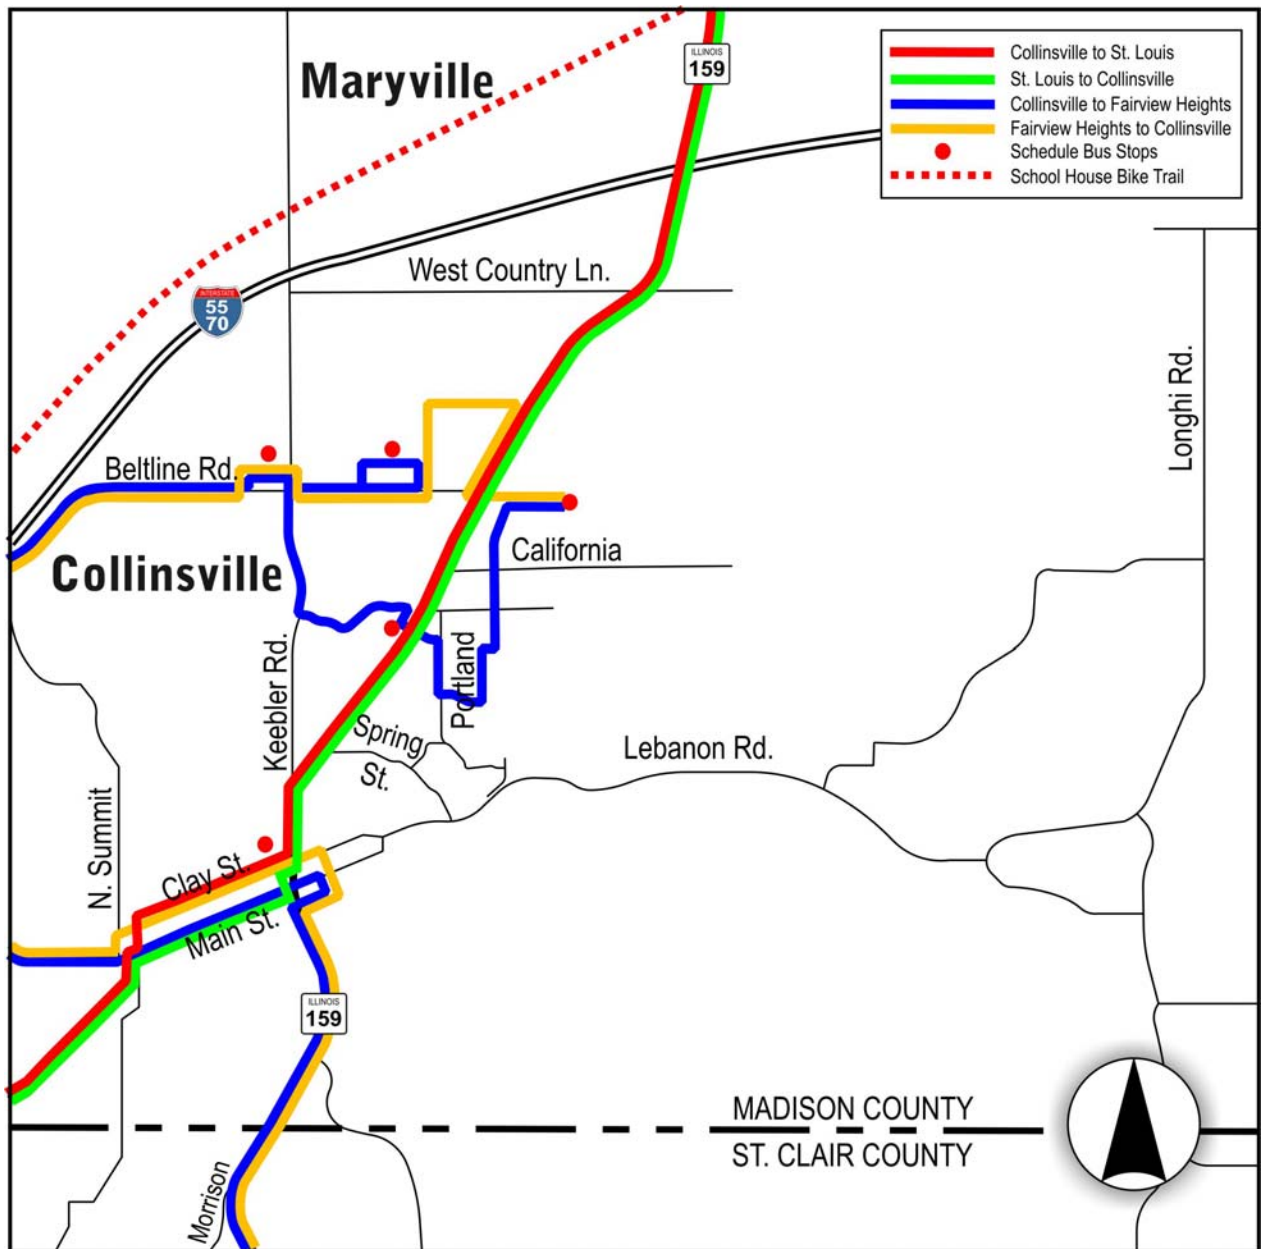 Maryville
ILLINOIS
159
Collinsville to St. Louis
St. Louis to Collinsville
Collinsville to Fairview Heights
Fairview Heights to Collinsville
Schedule Bus Stops
School House Bike Trail
West Country Ln.
INTERSTATE
55
70
Longhi Rd.
Beltline Rd.
California
Collinsville
Keebler Rd.
Portland
Spring
St.
Lebanon Rd.
N. Summit
Clay St.
Main St.
ILLINOIS
159
MADISON COUNTY
ST. CLAIR COUNTY
Morrison